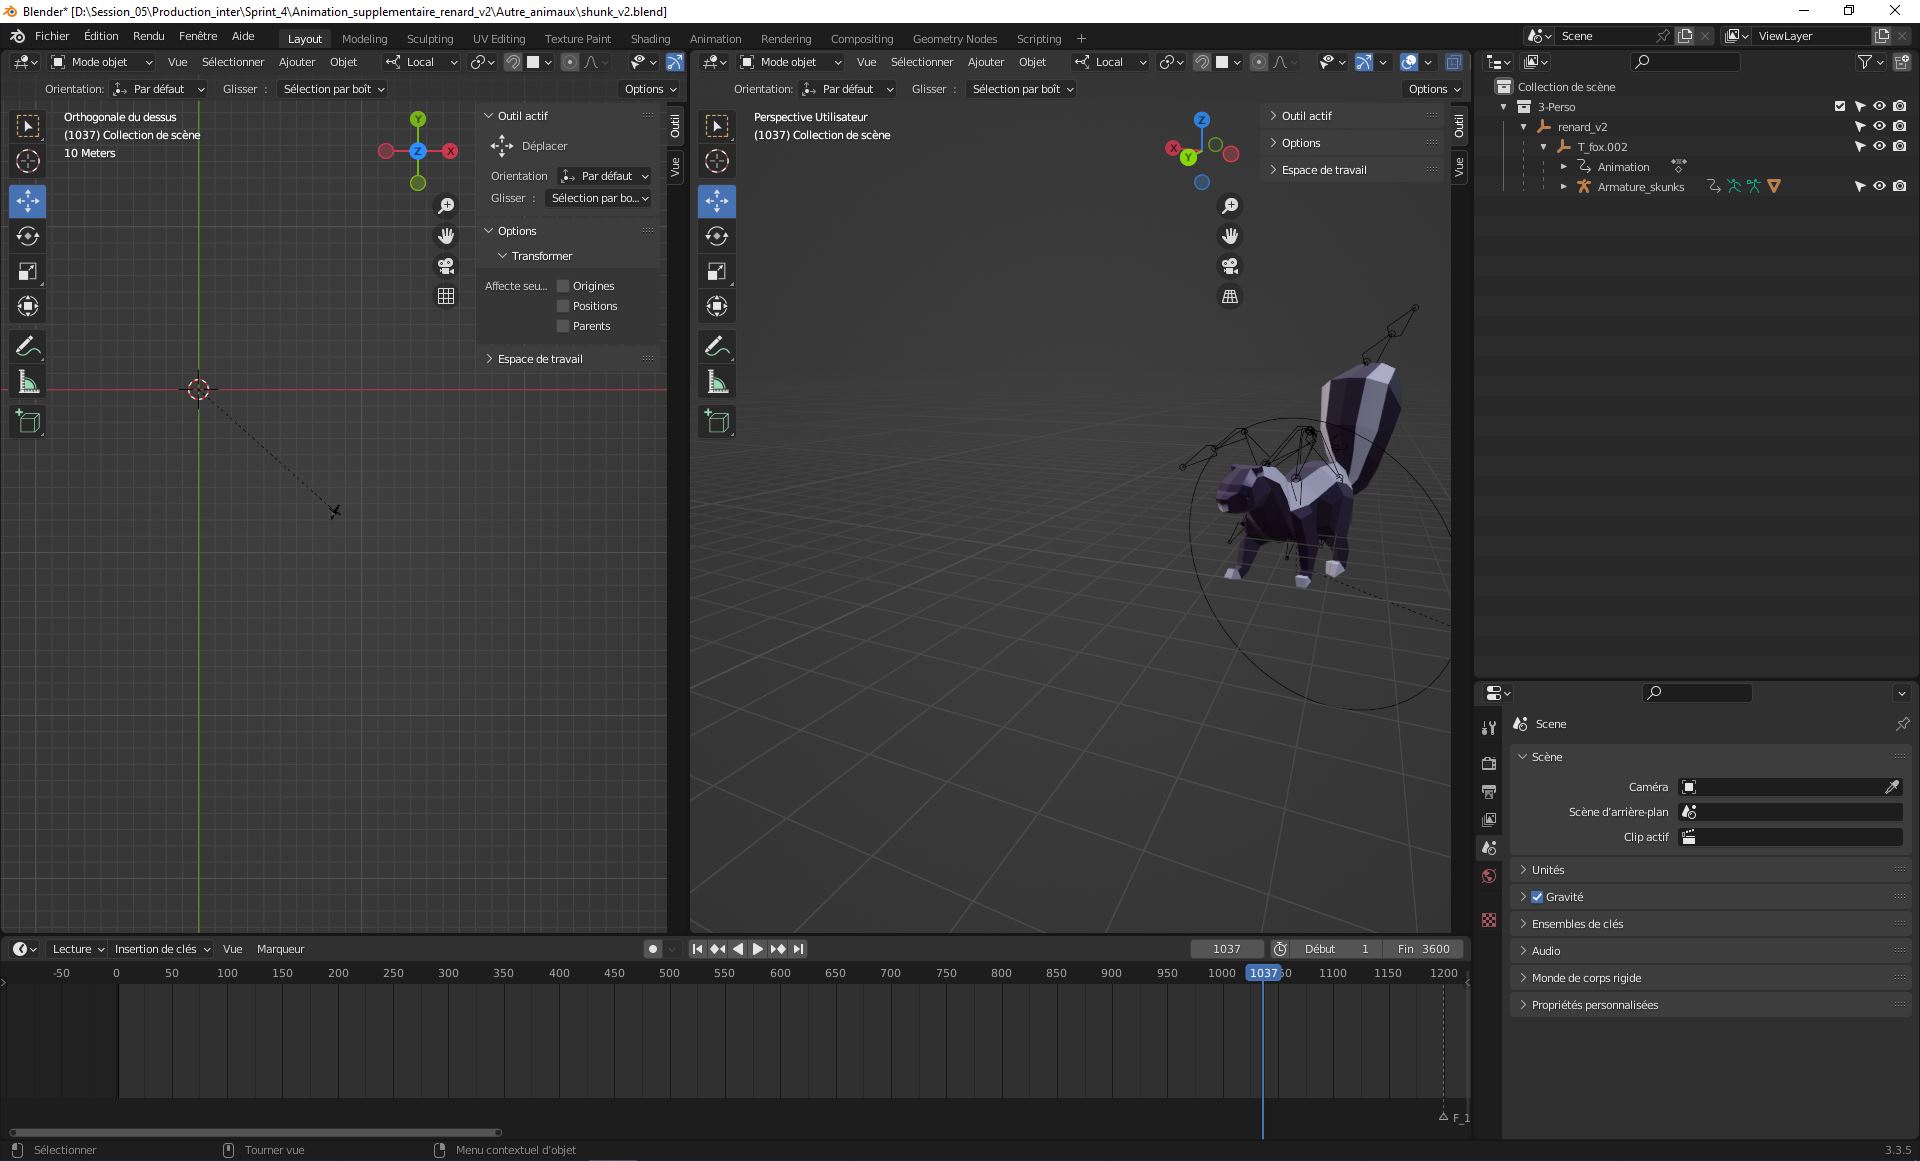 Blender* [D:\Session_05\Production_inter\Sprint_4\Animation_supplementaire_renard_v2\Autre_animaux\shunk_v2.blend]
Fichier Édition Rendu Fenêtre Aide Layout Modeling Sculpting UV Editing Texture Paint Shading Animation Rendering Compositing Geometry Nodes Scripting + Scene ViewLayer
Mode objet Vue Sélectionner Ajouter Objet Local
Mode objet Vue Sélectionner Ajouter Objet Local
Orientation: Par défaut Glisser : Sélection par boît Options
Orientation: Par défaut Glisser : Sélection par boît Options
Orthogonale du dessus
(1037) Collection de scène
10 Meters
Y
X
Z
Outil actif
Déplacer
Orientation Par défaut
Glisser : Sélection par bo...
Options
Transformer
Affecte seu... Origines
Positions
Parents
Espace de travail
Outil
Vue
Perspective Utilisateur
(1037) Collection de scène
Z
X
Y
Outil actif
Options
Espace de travail
Outil
Vue
Collection de scène
3-Perso
renard_v2
T_fox.002
Animation
Armature_skunks
Scene
Scène
Caméra
Scène d'arrière-plan
Clip actif
Unités
Gravité
Ensembles de clés
Audio
Monde de corps rigide
Propriétés personnalisées
Lecture Insertion de clés Vue Marqueur 1037 Début 1 Fin 3600
-50 0 50 100 150 200 250 300 350 400 450 500 550 600 650 700 750 800 850 900 950 1000 1037 1100 1150 1200
F_1
Sélectionner Tourner vue Menu contextuel d'objet 3.3.5